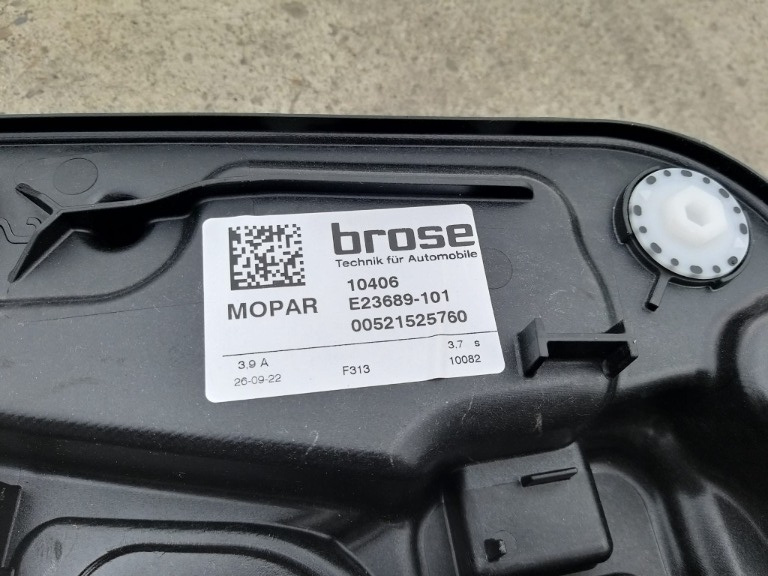 brose
Technik für Automobile
MOPAR
10406
E23689-101
00521525760
3,9 A
26-09-22
F313
3.7 s
10082